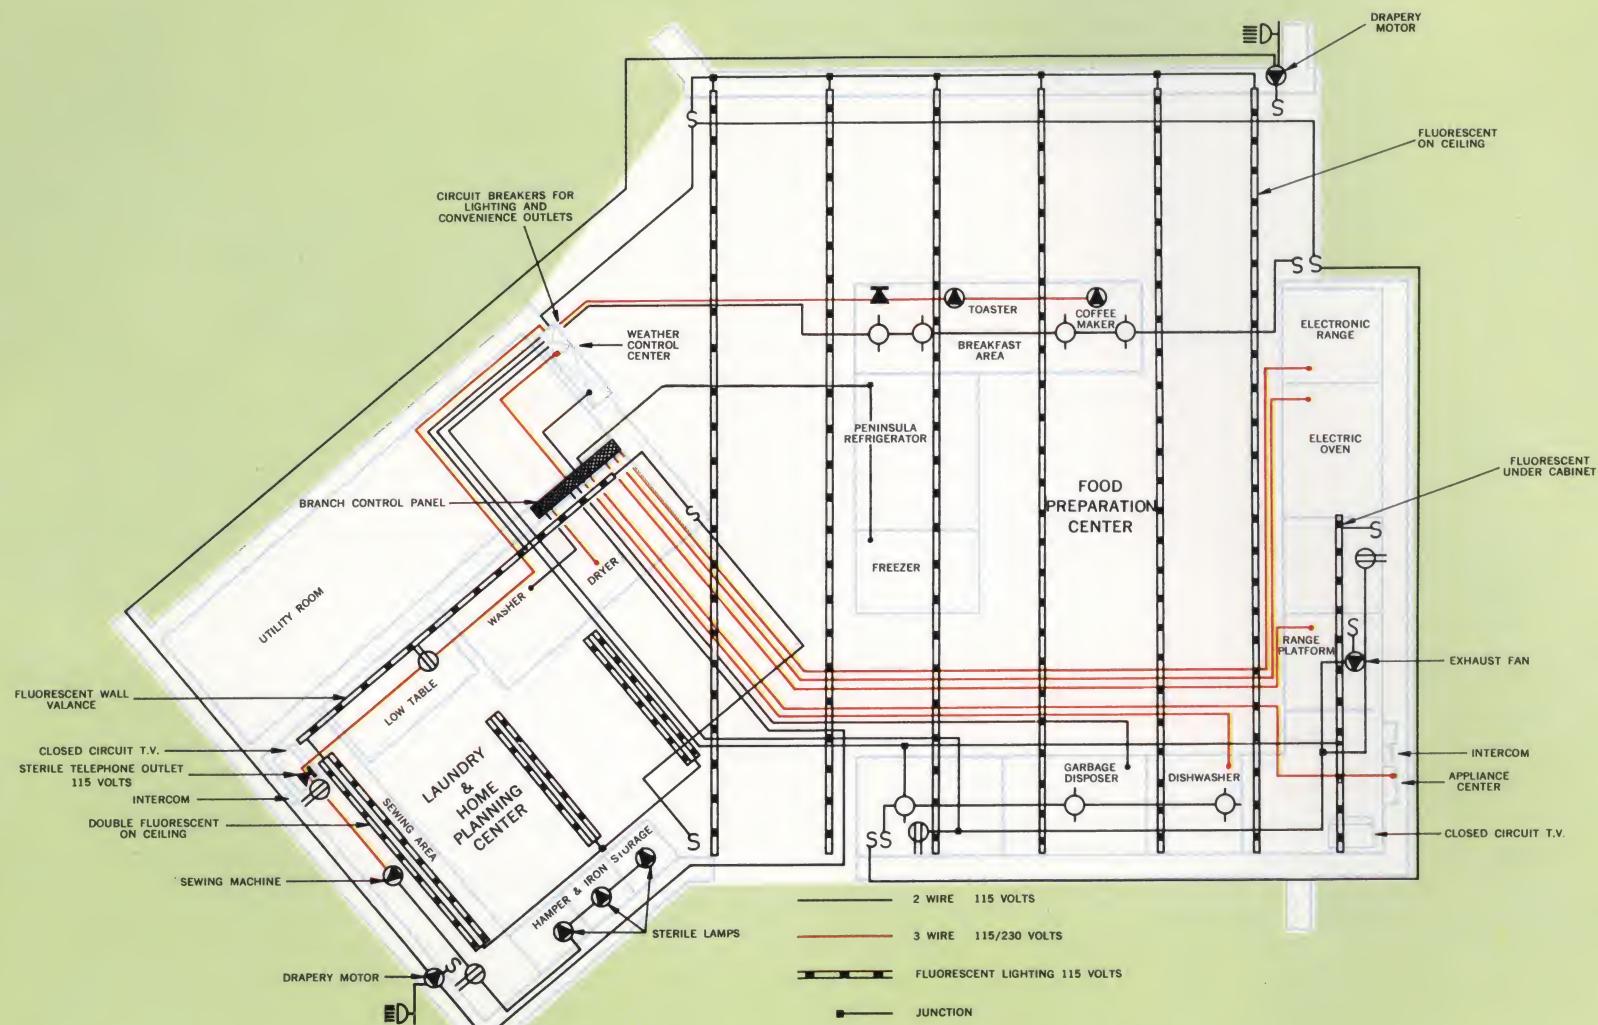 DRAPERY
MOTOR
FLUORESCENT
ON CEILING
CIRCUIT BREAKERS FOR
LIGHTING AND
CONVENIENCE OUTLETS
WEATHER
CONTROL
CENTER
TOASTER
COFFEE
MAKER
BREAKFAST
AREA
ELECTRONIC
RANGE
PENINSULA
REFRIGERATOR
ELECTRIC
OVEN
FLUORESCENT
UNDER CABINET
BRANCH CONTROL PANEL
FOOD
PREPARATION
CENTER
FREEZER
DRYER
WASHER
UTILITY ROOM
RANGE
PLATFORM
EXHAUST FAN
FLUORESCENT WALL
VALANCE
LOW TABLE
CLOSED CIRCUIT T.V.
STERILE TELEPHONE OUTLET
115 VOLTS
INTERCOM
DOUBLE FLUORESCENT
ON CEILING
SEWING AREA
LAUNDRY
&
HOME
PLANNING
CENTER
GARBAGE
DISPOSER
DISHWASHER
INTERCOM
APPLIANCE
CENTER
CLOSED CIRCUIT T.V.
SEWING MACHINE
HAMPER & IRON STORAGE
STERILE LAMPS
DRAPERY MOTOR
2 WIRE 115 VOLTS
3 WIRE 115/230 VOLTS
FLUORESCENT LIGHTING 115 VOLTS
JUNCTION
S
S
S
S
S
S
S
S
S
S
S
S